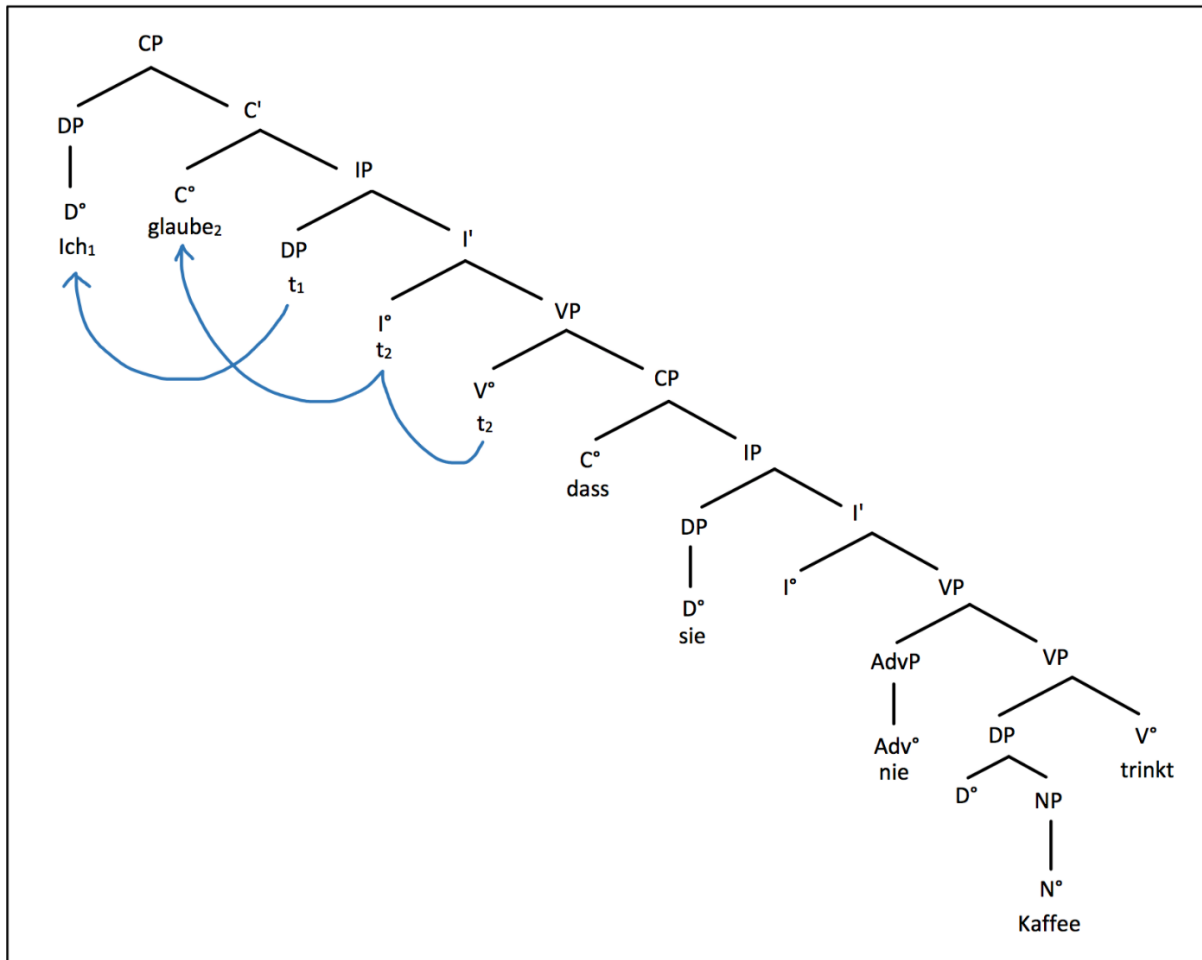 CP
DP C'
D° C° IP
Ich₁ glaube₂ DP I'
t₁ I° VP
t₂ V° CP
t₂ C° IP
dass DP I'
D° I° VP
sie AdvP VP
Adv° DP V°
nie D° NP trinkt
N°
Kaffee